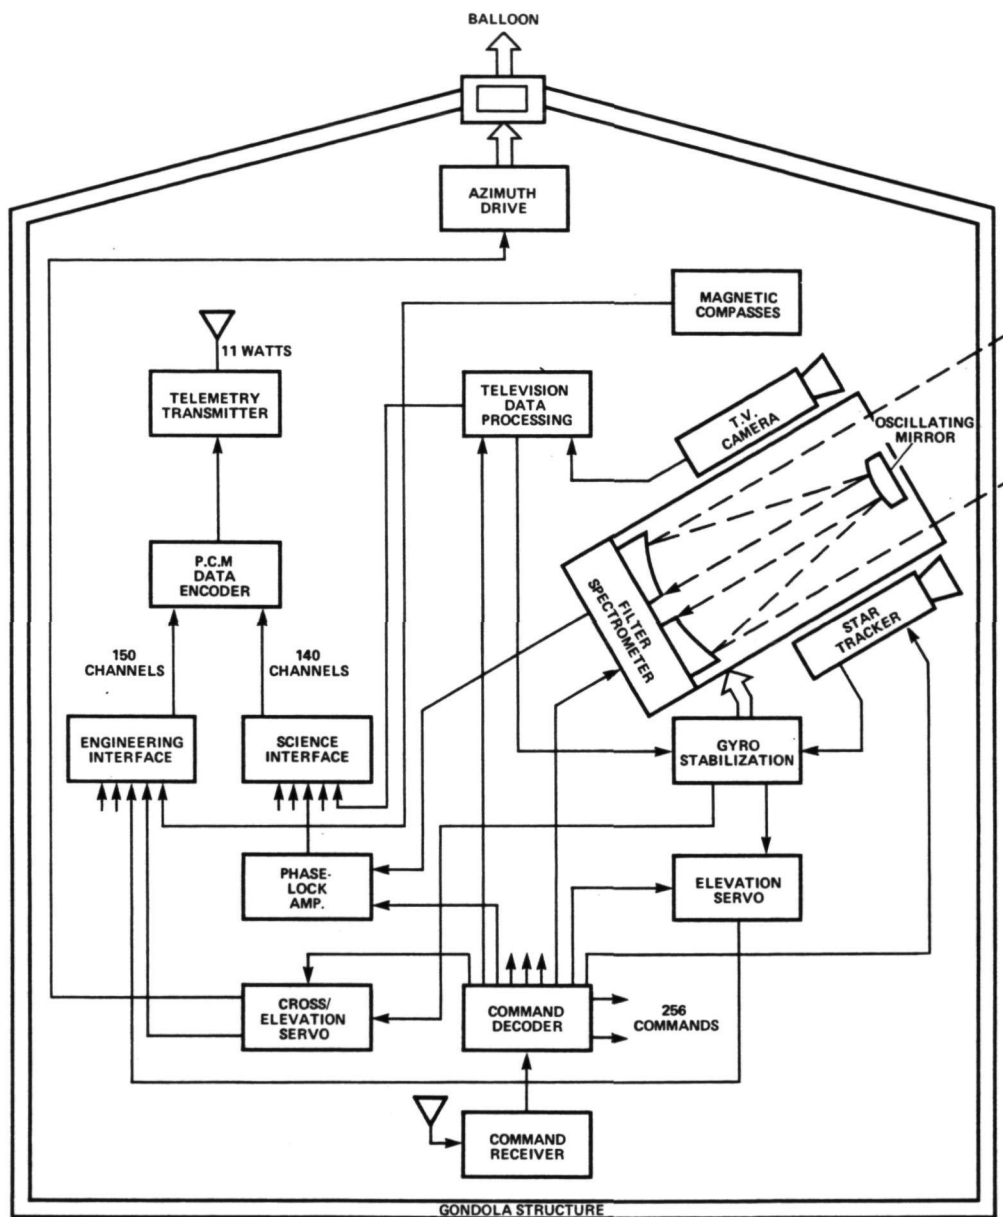 BALLOON
AZIMUTH
DRIVE
MAGNETIC
COMPASSES
11 WATTS
TELEMETRY
TRANSMITTER
TELEVISION
DATA
PROCESSING
T.V.
CAMERA
OSCILLATING
MIRROR
P.C.M
DATA
ENCODER
FILTER
SPECTROMETER
STAR
TRACKER
150
CHANNELS
140
CHANNELS
ENGINEERING
INTERFACE
SCIENCE
INTERFACE
GYRO
STABILIZATION
PHASE-
LOCK
AMP.
ELEVATION
SERVO
CROSS/
ELEVATION
SERVO
COMMAND
DECODER
256
COMMANDS
COMMAND
RECEIVER
GONDOLA STRUCTURE